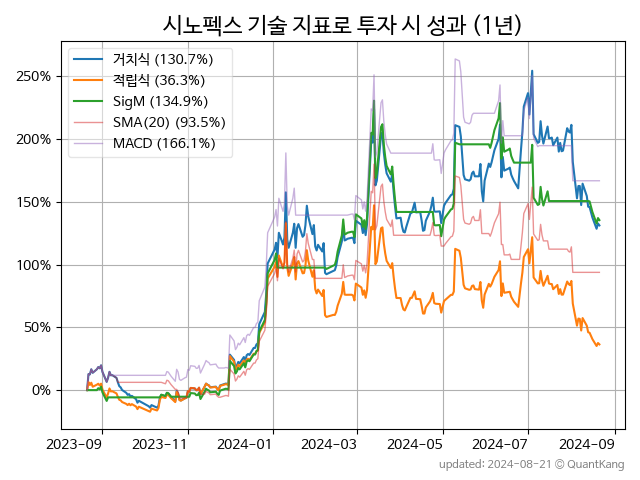 시노펙스 기술 지표로 투자 시 성과 (1년)
거치식 (130.7%)
적립식 (36.3%)
SigM (134.9%)
SMA(20) (93.5%)
MACD (166.1%)
250%
200%
150%
100%
50%
0%
2023-09 2023-11 2024-01 2024-03 2024-05 2024-07 2024-09
updated: 2024-08-21 © QuantKang